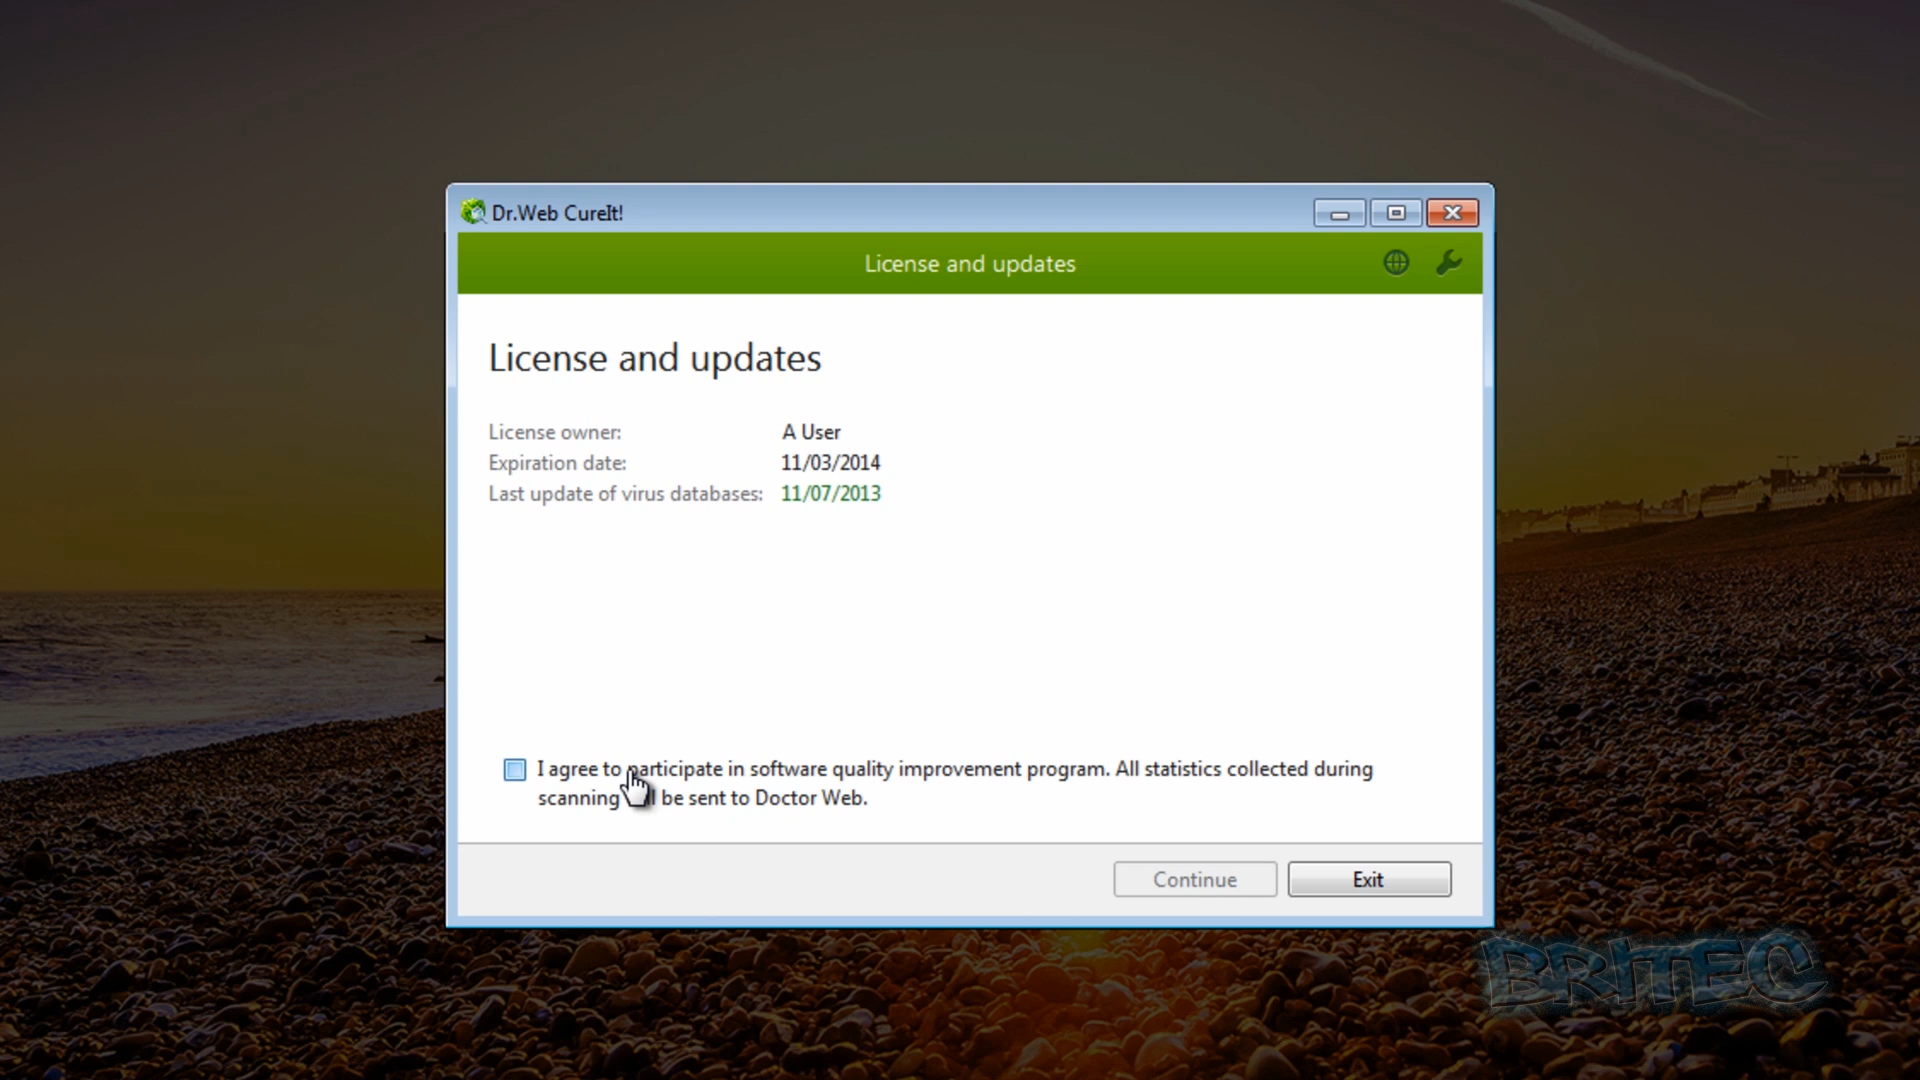 Dr.Web CureIt!
License and updates
License and updates
License owner: A User
Expiration date: 11/03/2014
Last update of virus databases: 11/07/2013
I agree to participate in software quality improvement program. All statistics collected during
scanning be sent to Doctor Web.
Continue Exit
BRITEC